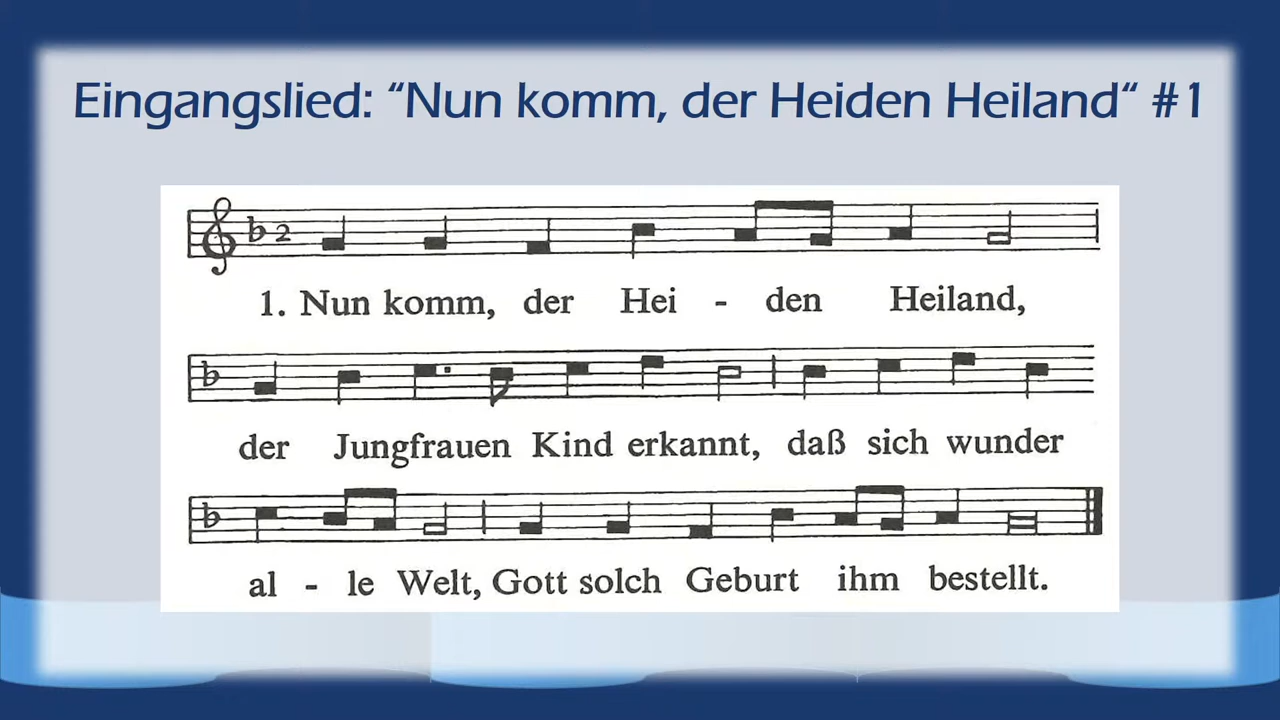 Eingangslied: “Nun komm, der Heiden Heiland“ #1
2
1. Nun komm, der Hei - den Heiland,
der Jungfrauen Kind erkannt, daß sich wunder
al - le Welt, Gott solch Geburt ihm bestellt.